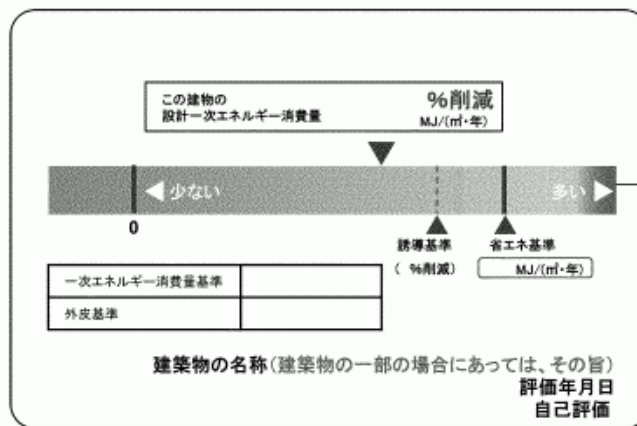 この建物の
設計一次エネルギー消費量
%削減
MJ/(㎡・年)
少ない
多い
0
誘導基準
( %削減)
省エネ基準
MJ/(㎡・年)
一次エネルギー消費量基準
外皮基準
建築物の名称(建築物の一部の場合にあっては、その旨)
評価年月日
自己評価